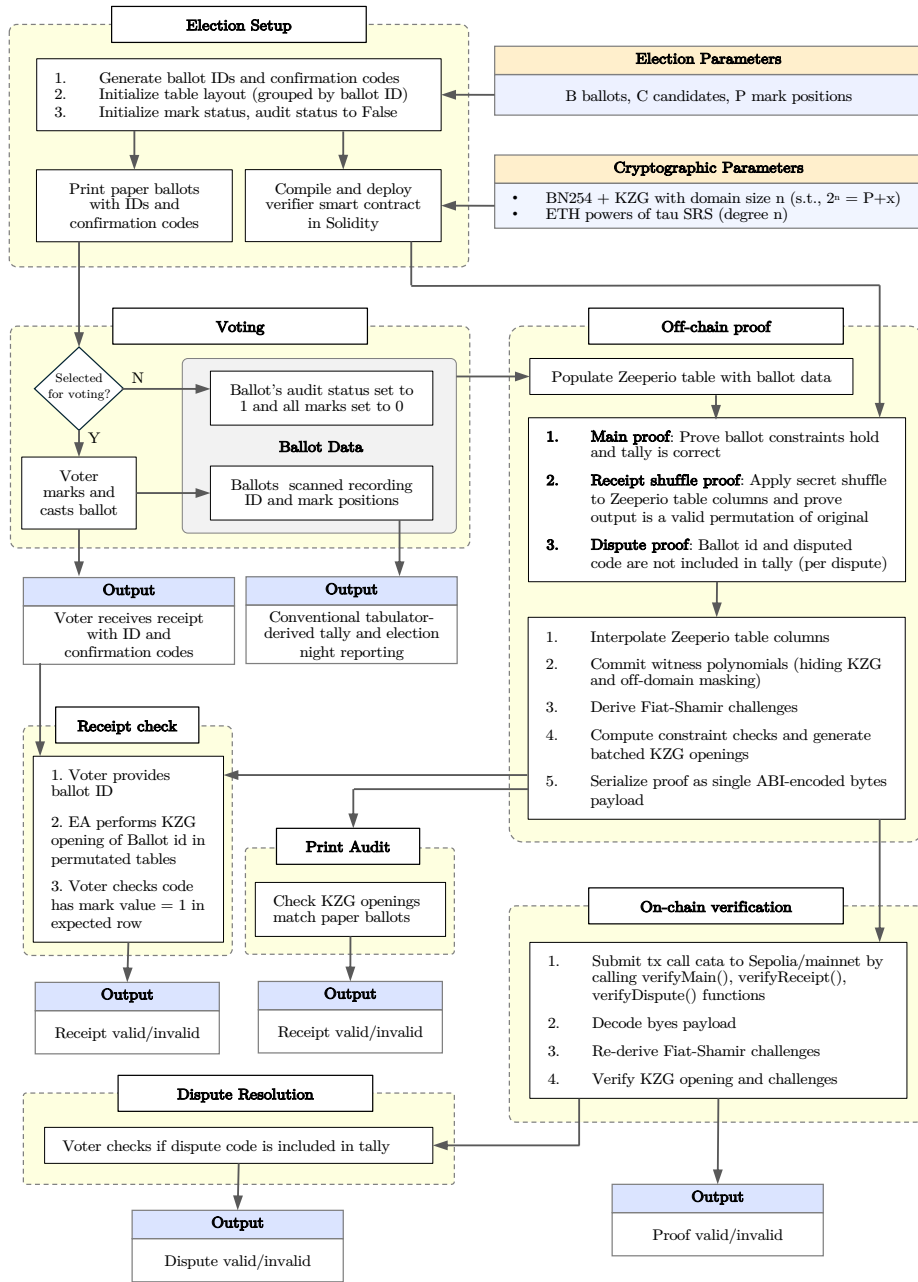 Election Setup
1. Generate ballot IDs and confirmation codes
2. Initialize table layout (grouped by ballot ID)
3. Initialize mark status, audit status to False
Election Parameters
B ballots, C candidates, P mark positions
Print paper ballots
with IDs and
confirmation codes
Compile and deploy
verifier smart contract
in Solidity
Cryptographic Parameters
• BN254 + KZG with domain size n (s.t., 2ⁿ = P+x)
• ETH powers of tau SRS (degree n)
Voting
Selected
for voting?
N
Y
Ballot's audit status set to
1 and all marks set to 0
Ballot Data
Voter
marks and
casts ballot
Ballots scanned recording
ID and mark positions
Output
Voter receives receipt
with ID and
confirmation codes
Output
Conventional tabulator-
derived tally and election
night reporting
Off-chain proof
Populate Zeeperio table with ballot data
1. Main proof: Prove ballot constraints hold
and tally is correct
2. Receipt shuffle proof: Apply secret shuffle
to Zeeperio table columns and prove
output is a valid permutation of original
3. Dispute proof: Ballot id and disputed
code are not included in tally (per dispute)
1. Interpolate Zeeperio table columns
2. Commit witness polynomials (hiding KZG
and off-domain masking)
3. Derive Fiat-Shamir challenges
4. Compute constraint checks and generate
batched KZG openings
5. Serialize proof as single ABI-encoded bytes
payload
Receipt check
1. Voter provides
ballot ID
2. EA performs KZG
opening of Ballot id in
permutated tables
3. Voter checks code
has mark value = 1 in
expected row
Output
Receipt valid/invalid
Print Audit
Check KZG openings
match paper ballots
Output
Receipt valid/invalid
On-chain verification
1. Submit tx call cata to Sepolia/mainnet by
calling verifyMain(), verifyReceipt(),
verifyDispute() functions
2. Decode byes payload
3. Re-derive Fiat-Shamir challenges
4. Verify KZG opening and challenges
Dispute Resolution
Voter checks if dispute code is included in tally
Output
Dispute valid/invalid
Output
Proof valid/invalid